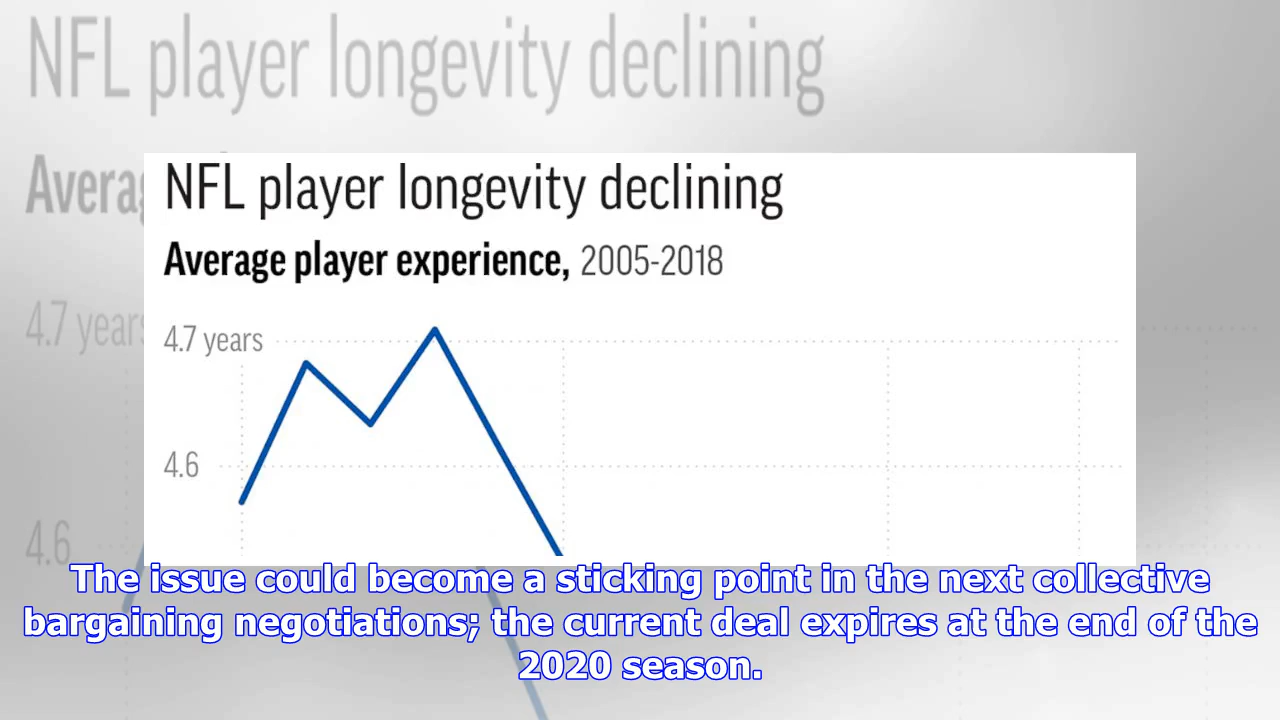 NFL player longevity declining
Avera
4.7 years
4.6
NFL player longevity declining
Average player experience, 2005-2018
4.7 years
4.6
The issue could become a sticking point in the next collective
bargaining negotiations; the current deal expires at the end of the
2020 season.